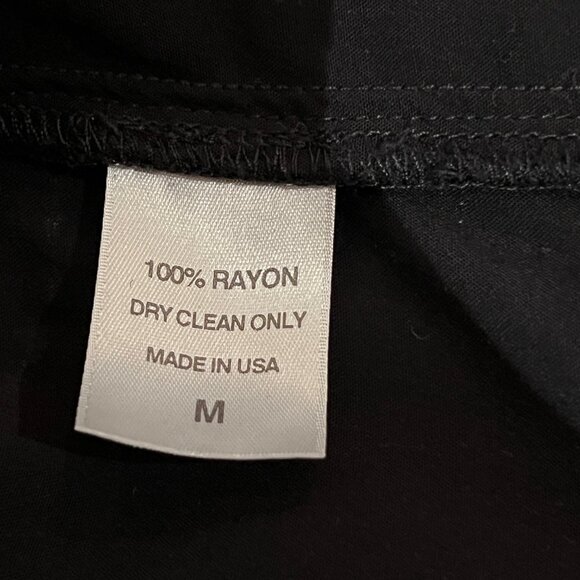 100% RAYON
DRY CLEAN ONLY
MADE IN USA
M